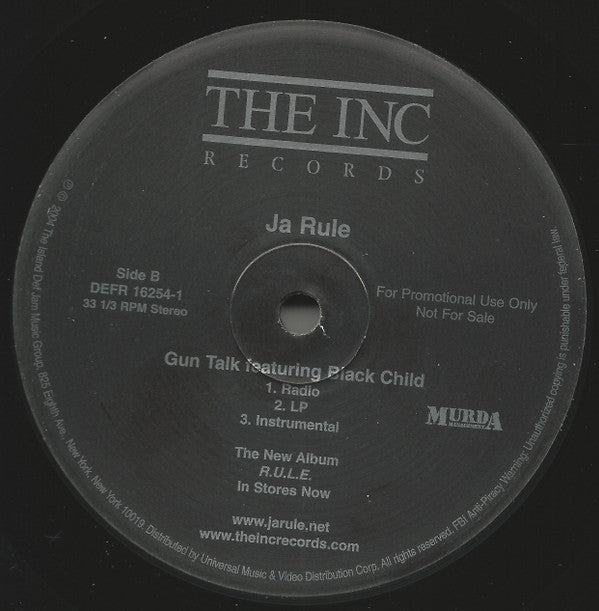 THE INC
RECORDS
Ja Rule
Side B
DEFR 16254-1
33 1/3 RPM Stereo
For Promotional Use Only
Not For Sale
Gun Talk featuring Black Child
1. Radio
2. LP
3. Instrumental
MURDA
MANAGEMENT
The New Album
R.U.L.E.
In Stores Now
www.jarule.net
www.theincrecords.com
℗ © 2004 The Island Def Jam Music Group, 825 Eighth Ave., New York, New York 10019. Distributed by Universal Music & Video Distribution Corp. All rights reserved. FBI Anti-Piracy Warning: Unauthorized copying is punishable under federal law.